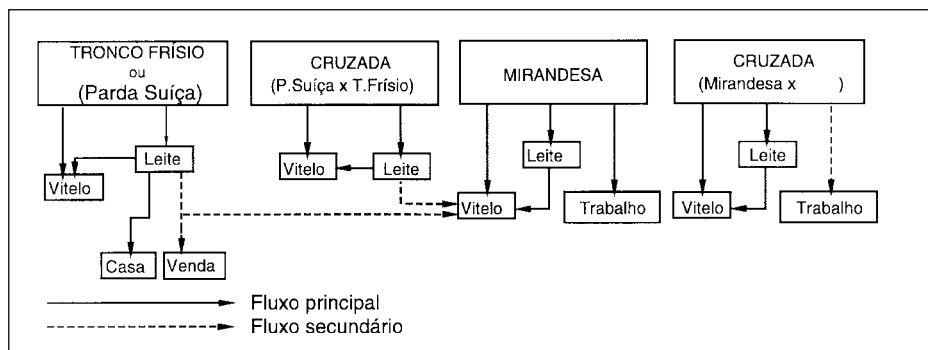 TRONCO FRÍSIO
ou
(Parda Suíça)
CRUZADA
(P.Suíça x T.Frísio)
MIRANDESA
CRUZADA
(Mirandesa x )
Leite
Vitelo
Casa
Venda
Vitelo
Leite
Leite
Vitelo
Trabalho
Leite
Vitelo
Trabalho
Fluxo principal
Fluxo secundário